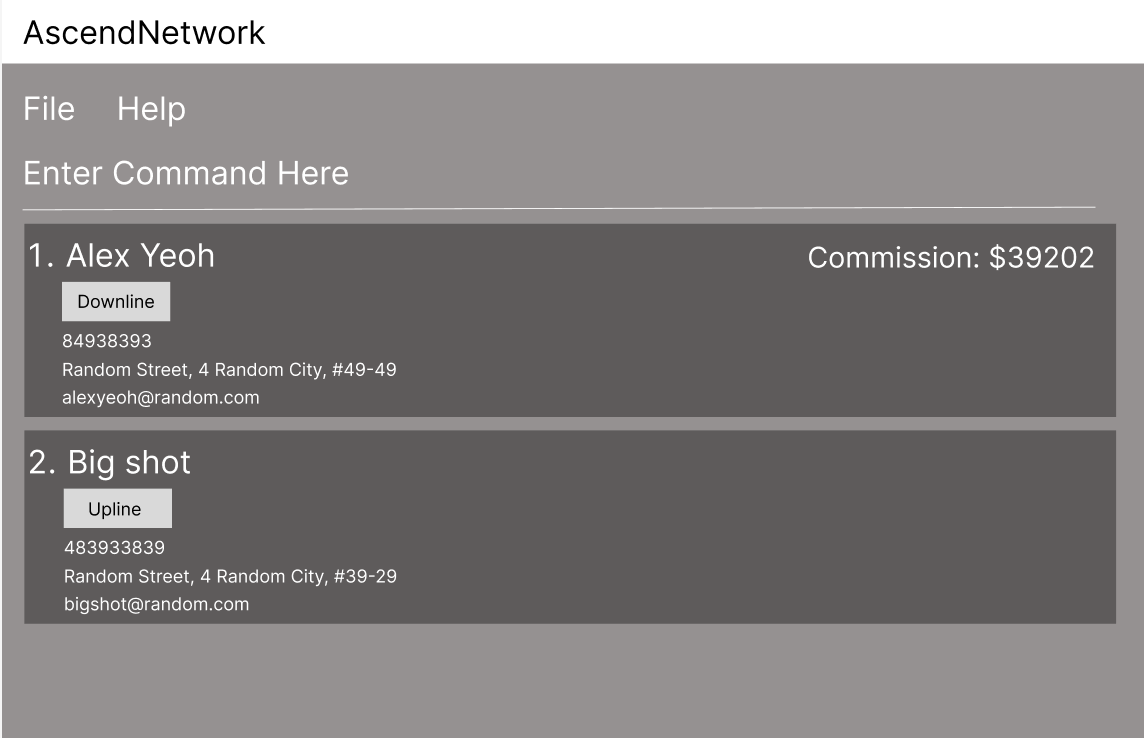 AscendNetwork
File Help
Enter Command Here
1. Alex Yeoh Commission: $39202
Downline
84938393
Random Street, 4 Random City, #49-49
alexyeoh@random.com
2. Big shot
Upline
483933839
Random Street, 4 Random City, #39-29
bigshot@random.com